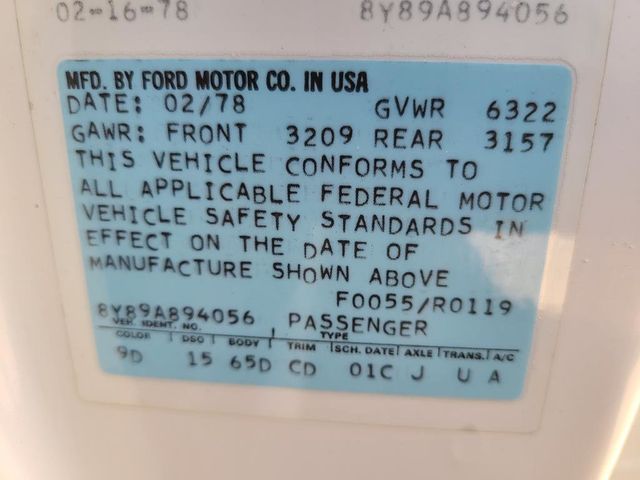 02-16-78 8Y89A894056
MFD. BY FORD MOTOR CO. IN USA
DATE: 02/78 GVWR 6322
GAWR: FRONT 3209 REAR 3157
THIS VEHICLE CONFORMS TO
ALL APPLICABLE FEDERAL MOTOR
VEHICLE SAFETY STANDARDS IN
EFFECT ON THE DATE OF
MANUFACTURE SHOWN ABOVE
F0055/R0119
8Y89A894056 PASSENGER
VEH. IDENT. NO. TYPE
COLOR DSO BODY TRIM SCH. DATE AXLE TRANS. A/C
9D 15 65D CD 01C J U A